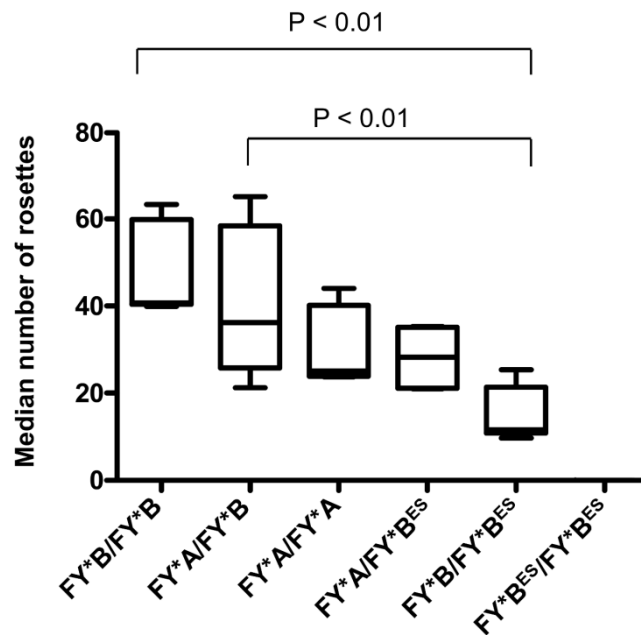 P < 0.01
P < 0.01
Median number of rosettes
80
60
40
20
0
FY*B/FY*B
FY*A/FY*B
FY*A/FY*A
FY*A/FY*Bᴱˢ
FY*B/FY*Bᴱˢ
FY*Bᴱˢ/FY*Bᴱˢ